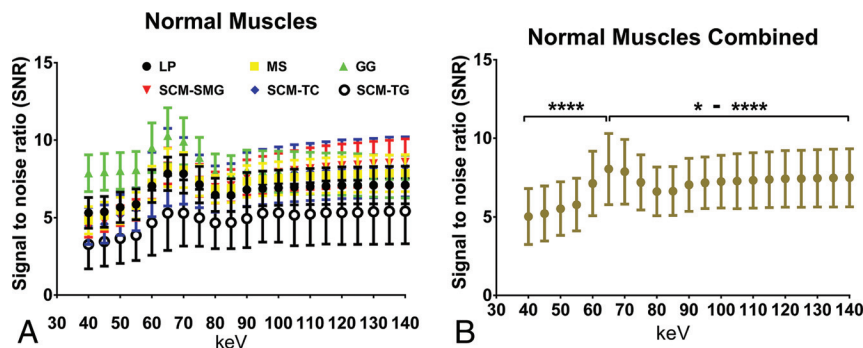 Normal Muscles
Signal to noise ratio (SNR)
15
10
5
0
LP MS GG
SCM-SMG SCM-TC SCM-TG
30 40 50 60 70 80 90 100 110 120 130 140
keV
A
Normal Muscles Combined
Signal to noise ratio (SNR)
15
10
5
0
**** * - ****
30 40 50 60 70 80 90 100 110 120 130 140
keV
B